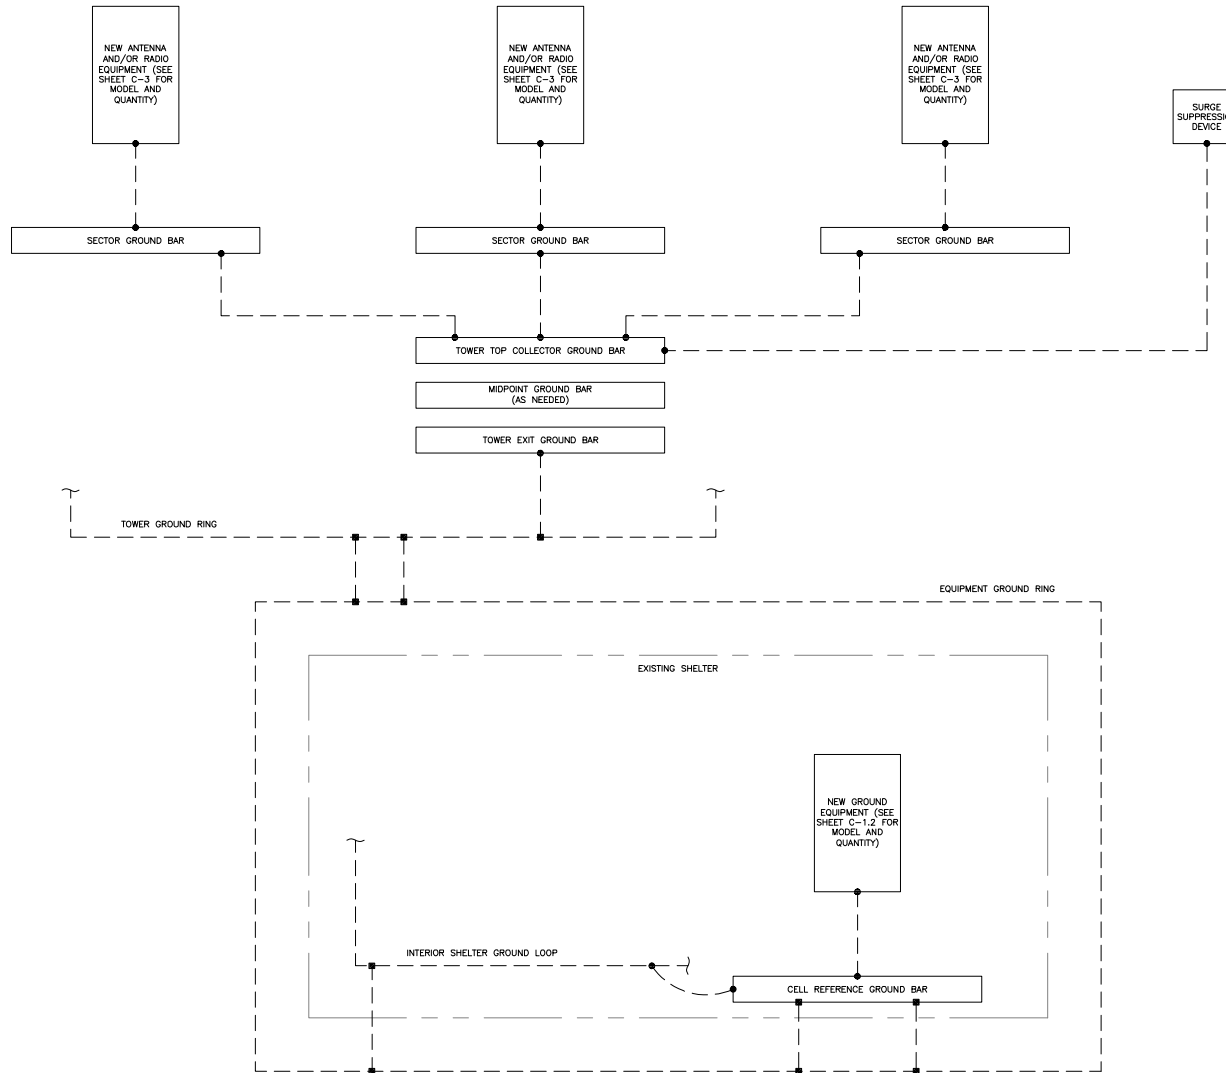 NEW ANTENNA
AND/OR RADIO
EQUIPMENT (SEE
SHEET C-3 FOR
MODEL AND
QUANTITY)
NEW ANTENNA
AND/OR RADIO
EQUIPMENT (SEE
SHEET C-3 FOR
MODEL AND
QUANTITY)
NEW ANTENNA
AND/OR RADIO
EQUIPMENT (SEE
SHEET C-3 FOR
MODEL AND
QUANTITY)
SURGE
DEVICE
SECTOR GROUND BAR
SECTOR GROUND BAR
SECTOR GROUND BAR
TOWER TOP COLLECTOR GROUND BAR
MIDPOINT GROUND BAR
(AS NEEDED)
TOWER EXIT GROUND BAR
TOWER GROUND RING
EQUIPMENT GROUND RING
EXISTING SHELTER
NEW GROUND
EQUIPMENT (SEE
SHEET C-1.2 FOR
MODEL AND
QUANTITY)
INTERIOR SHELTER GROUND LOOP
CELL REFERENCE GROUND BAR